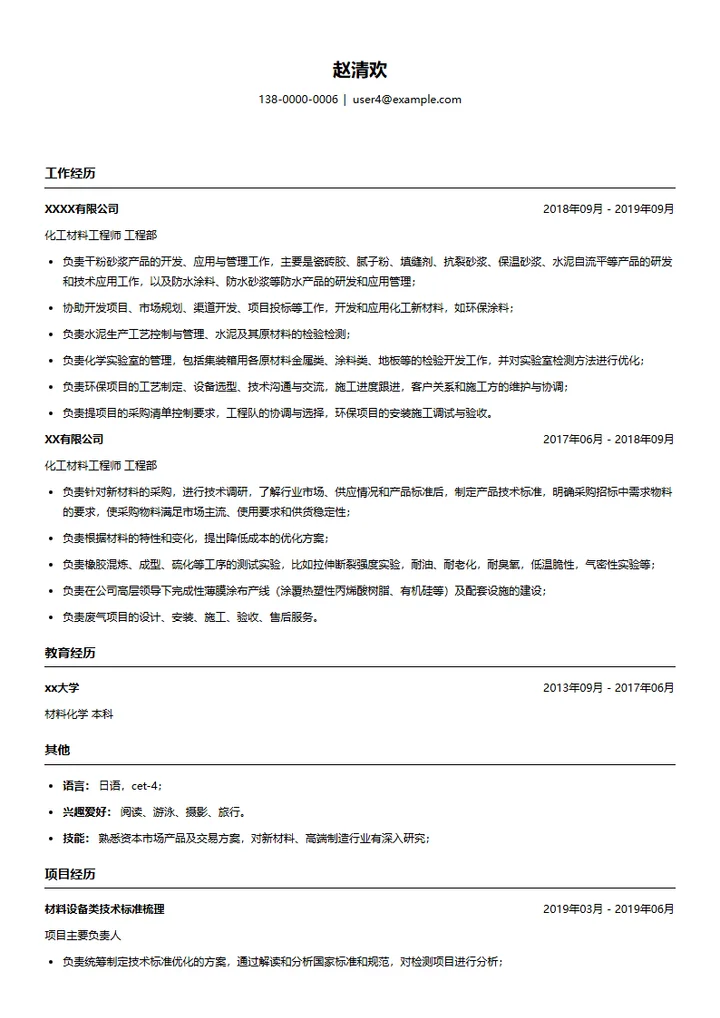 赵清欢
138-0000-0006 | user4@example.com
工作经历
XXXX有限公司 2018年09月 - 2019年09月
化工材料工程师 工程部
• 负责干粉砂浆产品的开发、应用与管理工作，主要是瓷砖胶、腻子粉、填缝剂、抗裂砂浆、保温砂浆、水泥自流平等产品的研发
和技术应用工作，以及防水涂料、防水砂浆等防水产品的研发和应用管理；
• 协助开发项目、市场规划、渠道开发、项目投标等工作，开发和应用化工新材料，如环保涂料；
• 负责水泥生产工艺控制与管理、水泥及其原材料的检验检测；
• 负责化学实验室的管理，包括集装箱用各原材料金属类、涂料类、地板等的检验开发工作，并对实验室检测方法进行优化；
• 负责环保项目的工艺制定、设备选型、技术沟通与交流，施工进度跟进，客户关系和施工方的维护与协调；
• 负责提项目的采购清单控制要求，工程队的协调与选择，环保项目的安装施工调试与验收。
XX有限公司 2017年06月 - 2018年09月
化工材料工程师 工程部
• 负责针对新材料的采购，进行技术调研，了解行业市场、供应情况和产品标准后，制定产品技术标准，明确采购招标中需求物料
的要求，使采购物料满足市场主流、使用要求和供货稳定性；
• 负责根据材料的特性和变化，提出降低成本的优化方案；
• 负责橡胶混炼、成型、硫化等工序的测试实验，比如拉伸断裂强度实验，耐油、耐老化，耐臭氧，低温脆性，气密性实验等；
• 负责在公司高层领导下完成性薄膜涂布产线（涂覆热塑性丙烯酸树脂、有机硅等）及配套设施的建设；
• 负责废气项目的设计、安装、施工、验收、售后服务。
教育经历
xx大学 2013年09月 - 2017年06月
材料化学 本科
其他
• 语言： 日语，cet-4；
• 兴趣爱好： 阅读、游泳、摄影、旅行。
• 技能： 熟悉资本市场产品及交易方案，对新材料、高端制造行业有深入研究；
项目经历
材料设备类技术标准梳理 2019年03月 - 2019年06月
项目主要负责人
• 负责统筹制定技术标准优化的方案，通过解读和分析国家标准和规范，对检测项目进行分析；